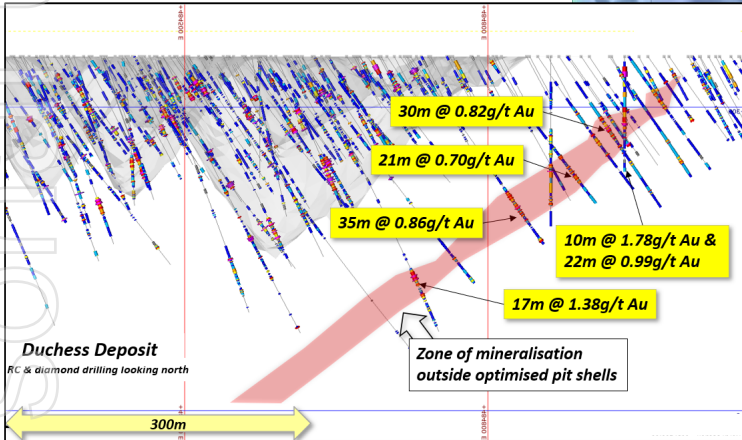 30m @ 0.82g/t Au
21m @ 0.70g/t Au
35m @ 0.86g/t Au
10m @ 1.78g/t Au &
22m @ 0.99g/t Au
17m @ 1.38g/t Au
Zone of mineralisation
outside optimised pit shells
Duchess Deposit
RC & diamond drilling looking north
300m